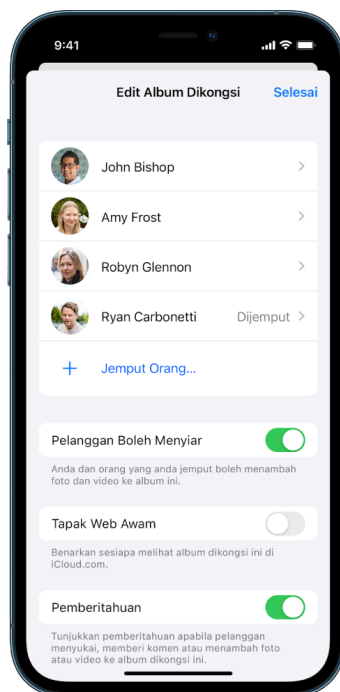 9:41
Edit Album Dikongsi Selesai
John Bishop
Amy Frost
Robyn Glennon
Ryan Carbonetti Dijemput
Jemput Orang...
Pelanggan Boleh Menyiar
Anda dan orang yang anda jemput boleh menambah
foto dan video ke album ini.
Tapak Web Awam
Benarkan sesiapa melihat album dikongsi ini di
iCloud.com.
Pemberitahuan
Tunjukkan pemberitahuan apabila pelanggan
menyukai, memberi komen atau menambah foto
atau video ke album dikongsi ini.